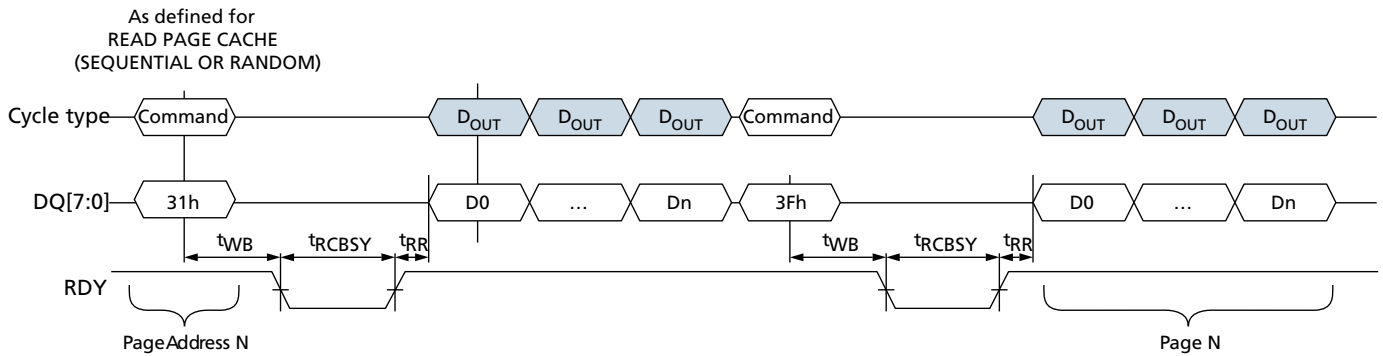 As defined for
READ PAGE CACHE
(SEQUENTIAL OR RANDOM)
Cycle type Command DOUT DOUT DOUT Command DOUT DOUT DOUT
DQ[7:0] 31h D0 ... Dn 3Fh D0 ... Dn
tWB tRCBSY tRR tWB tRCBSY tRR
RDY
Page Address N Page N